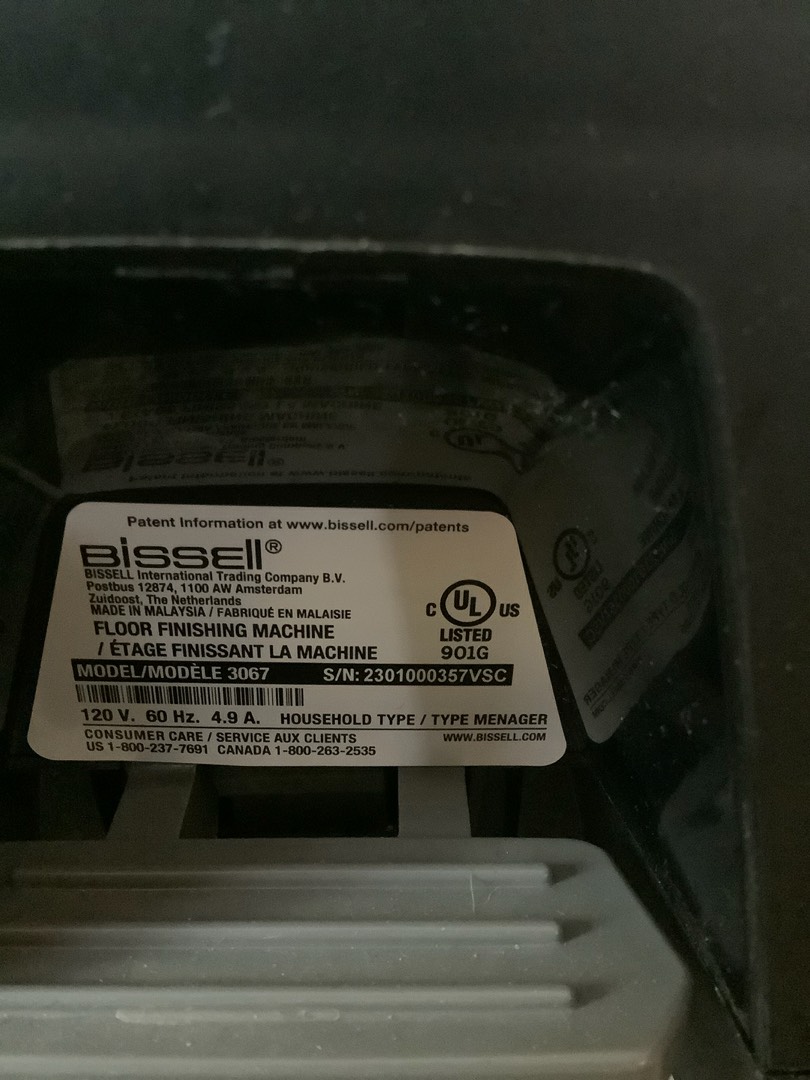 Patent Information at www.bissell.com/patents
BISSELL®
BISSELL International Trading Company B.V.
Postbus 12874, 1100 AW Amsterdam
Zuidoost, The Netherlands
MADE IN MALAYSIA / FABRIQUÉ EN MALAISIE
FLOOR FINISHING MACHINE
/ ÉTAGE FINISSANT LA MACHINE
C UL US
LISTED
901G
MODEL/MODÈLE 3067 S/N: 2301000357VSC
120 V. 60 Hz. 4.9 A. HOUSEHOLD TYPE / TYPE MENAGER
CONSUMER CARE / SERVICE AUX CLIENTS WWW.BISSELL.COM
US 1-800-237-7691 CANADA 1-800-263-2535